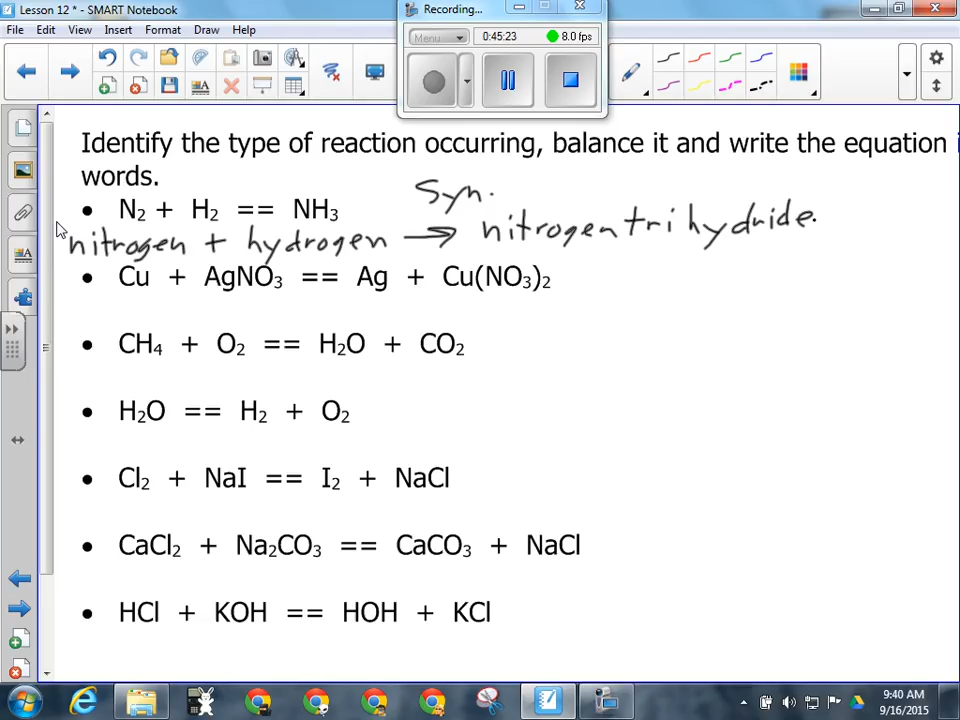 Lesson 12 * - SMART Notebook
Recording...
File Edit View Insert Format Draw Help
Menu 0:45:23 8.0 fps
Identify the type of reaction occurring, balance it and write the equation i
words.
Syn.
• N₂ + H₂ == NH₃
nitrogen + hydrogen → nitrogen trihydride.
• Cu + AgNO₃ == Ag + Cu(NO₃)₂
• CH₄ + O₂ == H₂O + CO₂
• H₂O == H₂ + O₂
• Cl₂ + NaI == I₂ + NaCl
• CaCl₂ + Na₂CO₃ == CaCO₃ + NaCl
• HCl + KOH == HOH + KCl
9:40 AM
9/16/2015